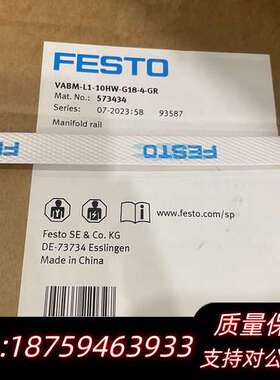 FESTO
VABM-L1-10HW-G18-4-GR
Mat. No.: 573434
Series: 07-2023:58 93587
Manifold rail
FESTO
www.festo.com/sp
Festo SE & Co. KG
DE-73734 Esslingen
Made in China
质量保
:18759464933
支持对公